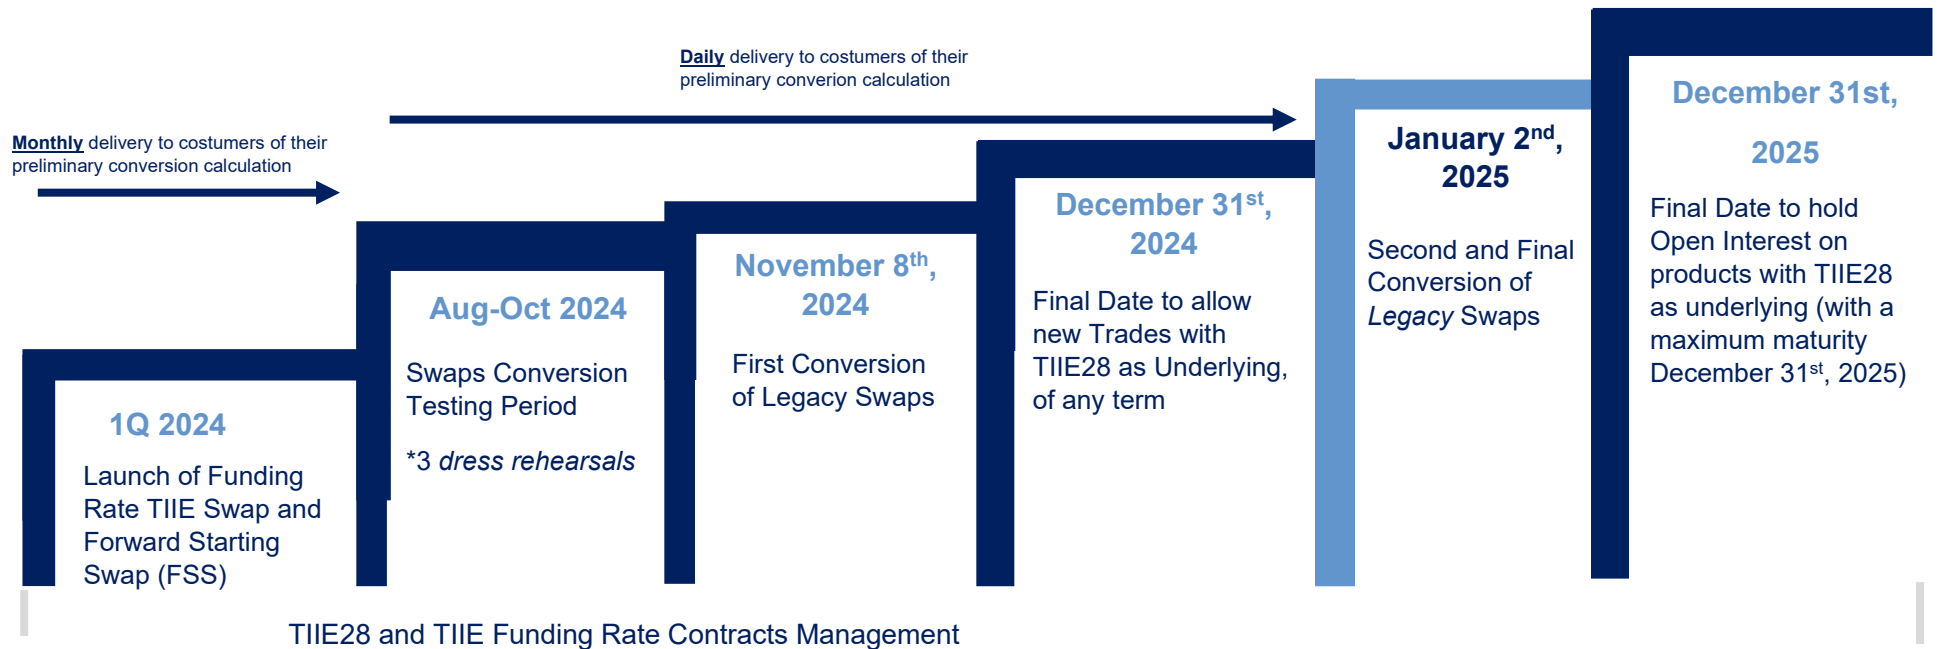 Monthly delivery to costumers of their
preliminary conversion calculation
Daily delivery to costumers of their
preliminary converion calculation
1Q 2024
Launch of Funding
Rate TIIE Swap and
Forward Starting
Swap (FSS)
Aug-Oct 2024
Swaps Conversion
Testing Period
*3 dress rehearsals
November 8th,
2024
First Conversion
of Legacy Swaps
December 31st,
2024
Final Date to allow
new Trades with
TIIE28 as Underlying,
of any term
January 2nd,
2025
Second and Final
Conversion of
Legacy Swaps
December 31st,
2025
Final Date to hold
Open Interest on
products with TIIE28
as underlying (with a
maximum maturity
December 31st, 2025)
TIIE28 and TIIE Funding Rate Contracts Management